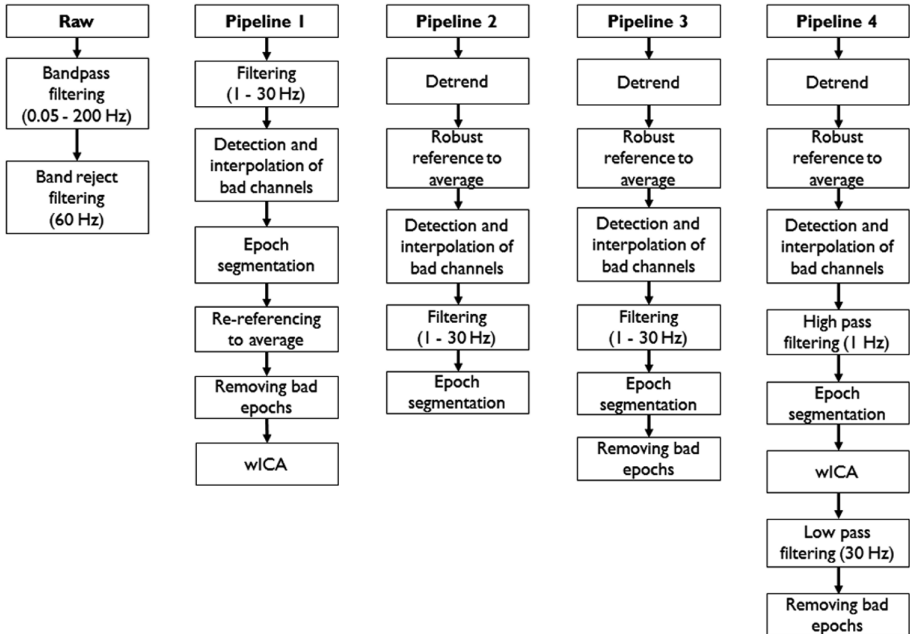 Raw
Bandpass
filtering
(0.05 - 200 Hz)
Band reject
filtering
(60 Hz)
Pipeline 1
Filtering
(1 - 30 Hz)
Detection and
interpolation of
bad channels
Epoch
segmentation
Re-referencing
to average
Removing bad
epochs
wICA
Pipeline 2
Detrend
Robust
reference to
average
Detection and
interpolation of
bad channels
Filtering
(1 - 30 Hz)
Epoch
segmentation
Pipeline 3
Detrend
Robust
reference to
average
Detection and
interpolation of
bad channels
Filtering
(1 - 30 Hz)
Epoch
segmentation
Removing bad
epochs
Pipeline 4
Detrend
Robust
reference to
average
Detection and
interpolation of
bad channels
High pass
filtering (1 Hz)
Epoch
segmentation
wICA
Low pass
filtering (30 Hz)
Removing bad
epochs